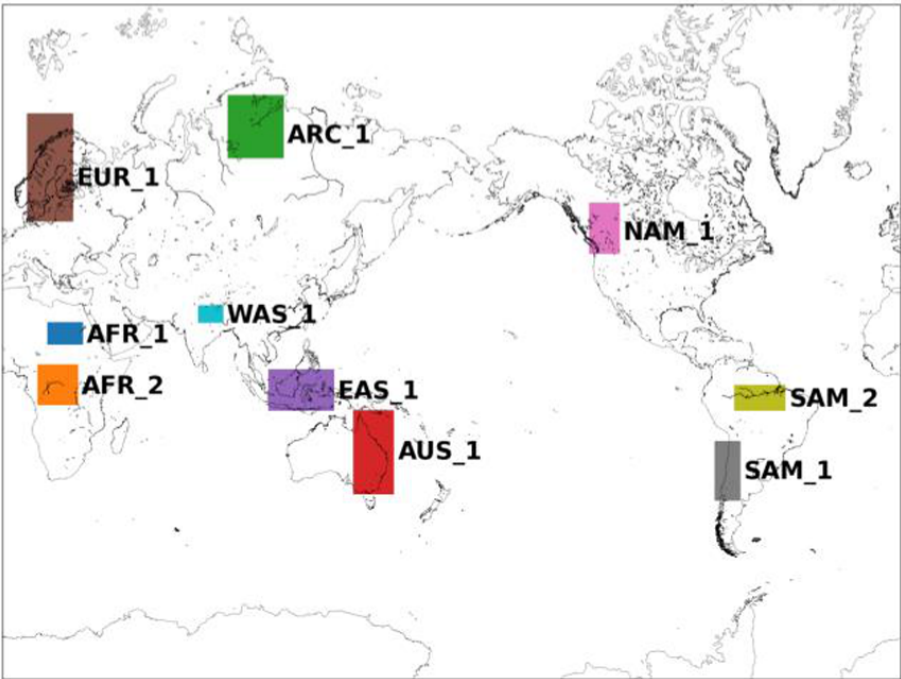 ARC_1
EUR_1
NAM_1
WAS_1
AFR_1
AFR_2
EAS_1
SAM_2
AUS_1
SAM_1